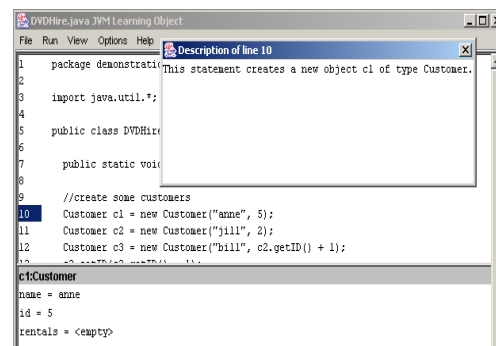 DVDHire.java JVM Learning Object
File Run View Options Help
Description of line 10
This statement creates a new object c1 of type Customer.
1 package demonstratio
2
3 import java.util.*;
4
5 public class DVDHire
6
7 public static void
8
9 //create some customers
10 Customer c1 = new Customer("anne", 5);
11 Customer c2 = new Customer("jill", 2);
12 Customer c3 = new Customer("bill", c2.getID() + 1);
c1:Customer
name = anne
id = 5
rentals = <empty>